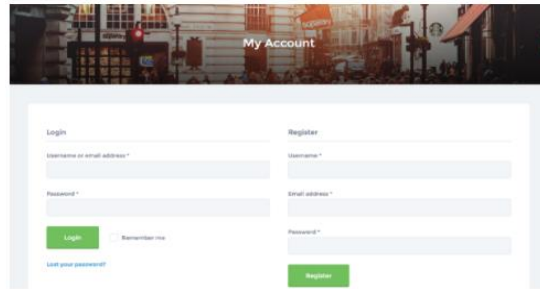 My Account
Login
Username or email address *
Password *
Login
Remember me
Lost your password?
Register
Username *
Email address *
Password *
Register